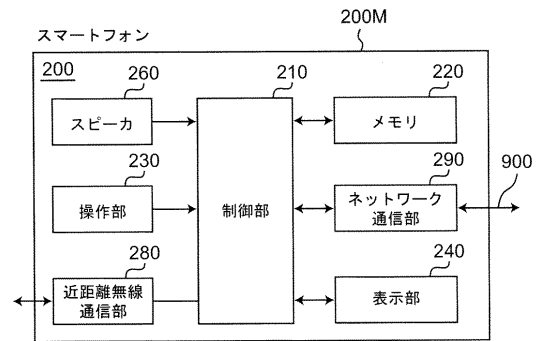 スマートフォン
200M
200
260
210
220
スピーカ
メモリ
230
290
900
操作部
制御部
ネットワーク
通信部
280
240
近距離無線
通信部
表示部